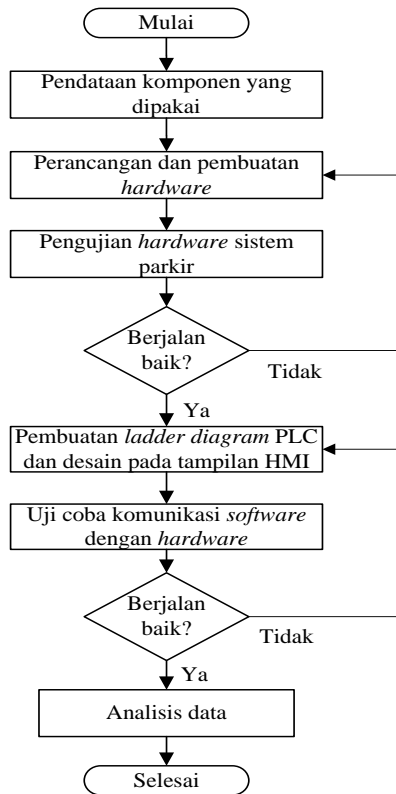 Mulai
Pendataan komponen yang
dipakai
Perancangan dan pembuatan
hardware
Pengujian hardware sistem
parkir
Berjalan
baik?
Tidak
Ya
Pembuatan ladder diagram PLC
dan desain pada tampilan HMI
Uji coba komunikasi software
dengan hardware
Berjalan
baik?
Tidak
Ya
Analisis data
Selesai